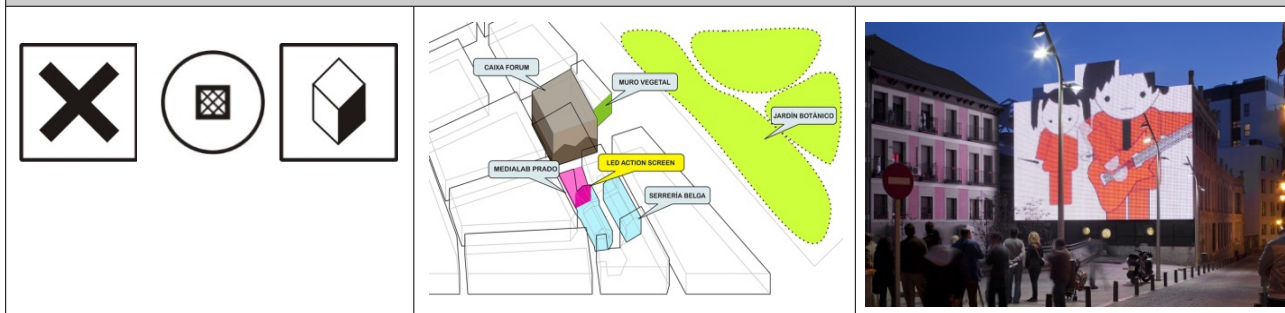 CAIXA FORUM
MURO VEGETAL
JARDÍN BOTÁNICO
MEDIALAB PRADO
LED ACTION SCREEN
SERRERÍA BELGA